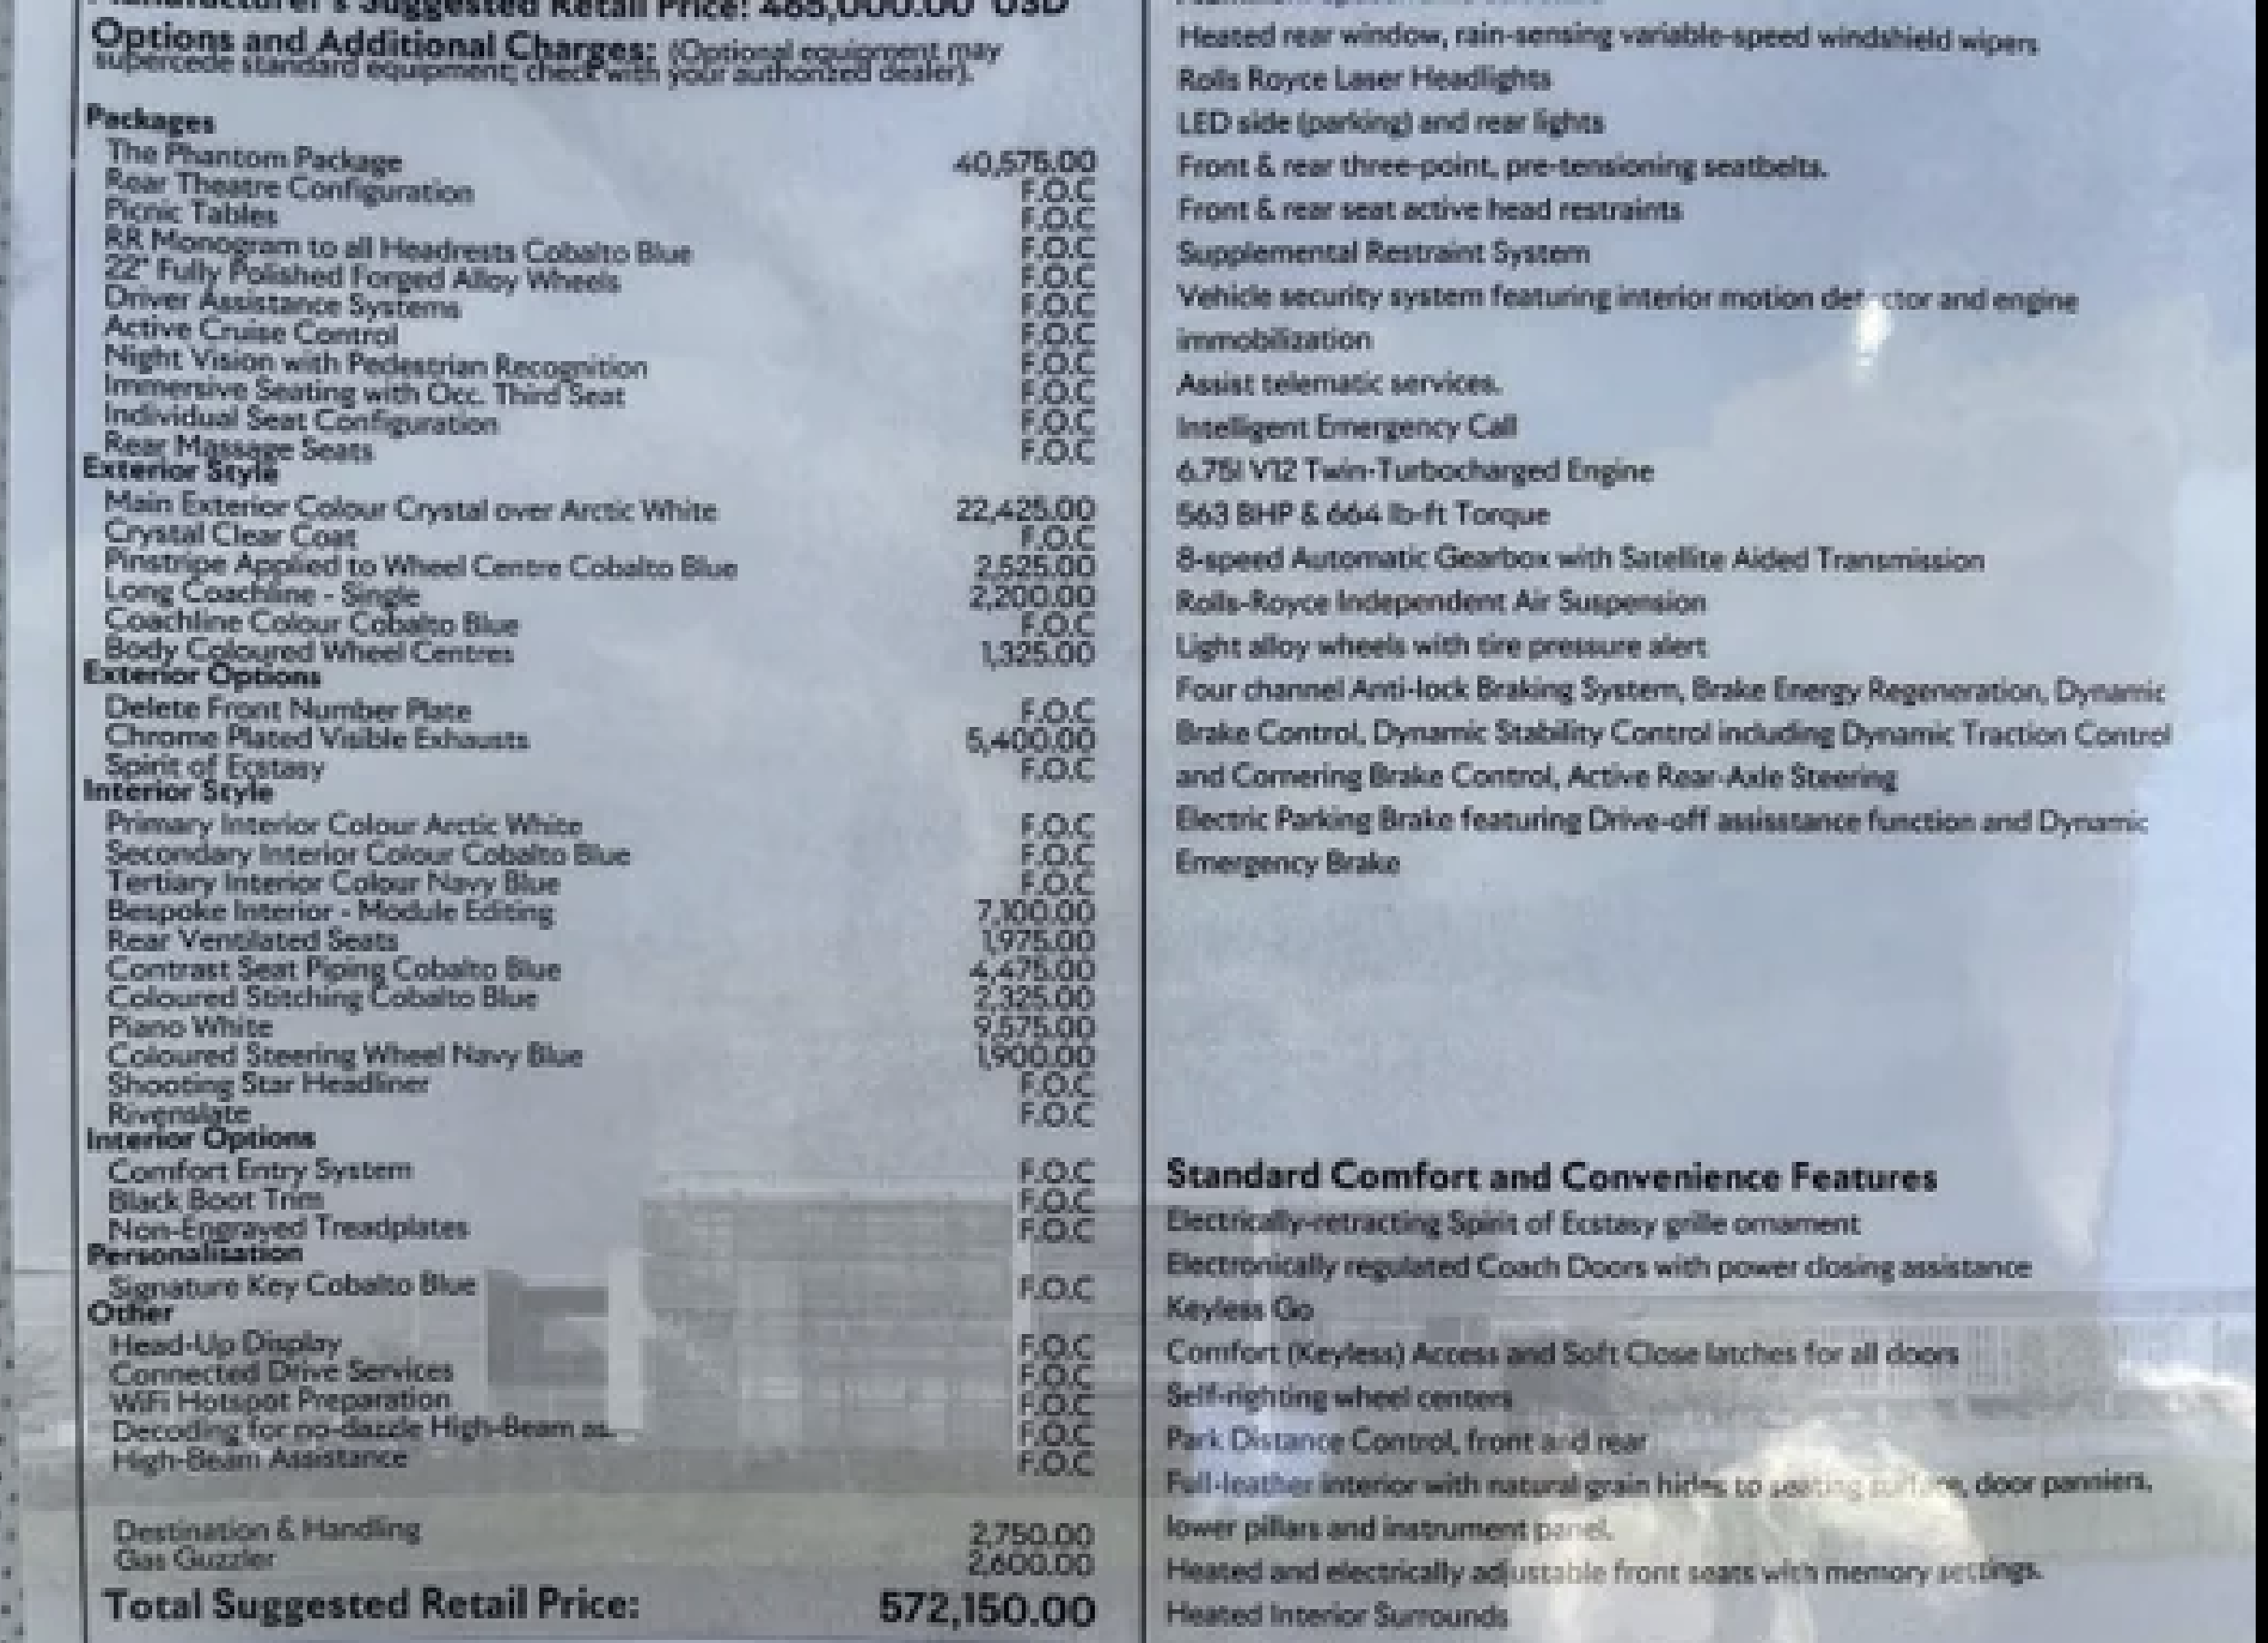 Manufacturer's Suggested Retail Price: 465,000.00 USD
Options and Additional Charges: (Optional equipment may
supercede standard equipment; check with your authorized dealer).
Packages
The Phantom Package 40,575.00
Rear Theatre Configuration F.O.C
Picnic Tables F.O.C
RR Monogram to all Headrests Cobalto Blue F.O.C
22" Fully Polished Forged Alloy Wheels F.O.C
Driver Assistance Systems F.O.C
Active Cruise Control F.O.C
Night Vision with Pedestrian Recognition F.O.C
Immersive Seating with Occ. Third Seat F.O.C
Individual Seat Configuration F.O.C
Rear Massage Seats F.O.C
Exterior Style
Main Exterior Colour Crystal over Arctic White 22,425.00
Crystal Clear Coat F.O.C
Pinstripe Applied to Wheel Centre Cobalto Blue 2,525.00
Long Coachline - Single 2,200.00
Coachline Colour Cobalto Blue F.O.C
Body Coloured Wheel Centres 1,325.00
Exterior Options
Delete Front Number Plate F.O.C
Chrome Plated Visible Exhausts 5,400.00
Spirit of Ecstasy F.O.C
Interior Style
Primary Interior Colour Arctic White F.O.C
Secondary Interior Colour Cobalto Blue F.O.C
Tertiary Interior Colour Navy Blue F.O.C
Bespoke Interior - Module Editing 7,100.00
Rear Ventilated Seats 1,975.00
Contrast Seat Piping Cobalto Blue 4,475.00
Coloured Stitching Cobalto Blue 2,325.00
Piano White 9,575.00
Coloured Steering Wheel Navy Blue 1,900.00
Shooting Star Headliner F.O.C
Rivenslate F.O.C
Interior Options
Comfort Entry System F.O.C
Black Boot Trim F.O.C
Non-Engraved Treadplates F.O.C
Personalisation
Signature Key Cobalto Blue F.O.C
Other
Head-Up Display F.O.C
Connected Drive Services F.O.C
WiFi Hotspot Preparation F.O.C
Decoding for no-dazzle High-Beam as.. F.O.C
High-Beam Assistance F.O.C
Destination & Handling 2,750.00
Gas Guzzler 2,600.00
Total Suggested Retail Price: 572,150.00
Heated rear window, rain-sensing variable-speed windshield wipers
Rolls Royce Laser Headlights
LED side (parking) and rear lights
Front & rear three-point, pre-tensioning seatbelts.
Front & rear seat active head restraints
Supplemental Restraint System
Vehicle security system featuring interior motion detector and engine
immobilization
Assist telematic services.
Intelligent Emergency Call
6.75l V12 Twin-Turbocharged Engine
563 BHP & 664 lb-ft Torque
8-speed Automatic Gearbox with Satellite Aided Transmission
Rolls-Royce Independent Air Suspension
Light alloy wheels with tire pressure alert
Four channel Anti-lock Braking System, Brake Energy Regeneration, Dynamic
Brake Control, Dynamic Stability Control including Dynamic Traction Control
and Cornering Brake Control, Active Rear-Axle Steering
Electric Parking Brake featuring Drive-off assisstance function and Dynamic
Emergency Brake
Standard Comfort and Convenience Features
Electrically-retracting Spirit of Ecstasy grille ornament
Electronically regulated Coach Doors with power closing assistance
Keyless Go
Comfort (Keyless) Access and Soft Close latches for all doors
Self-righting wheel centers
Park Distance Control, front and rear
Full-leather interior with natural grain hides to seating surface, door panniers,
lower pillars and instrument panel.
Heated and electrically adjustable front seats with memory settings.
Heated Interior Surrounds